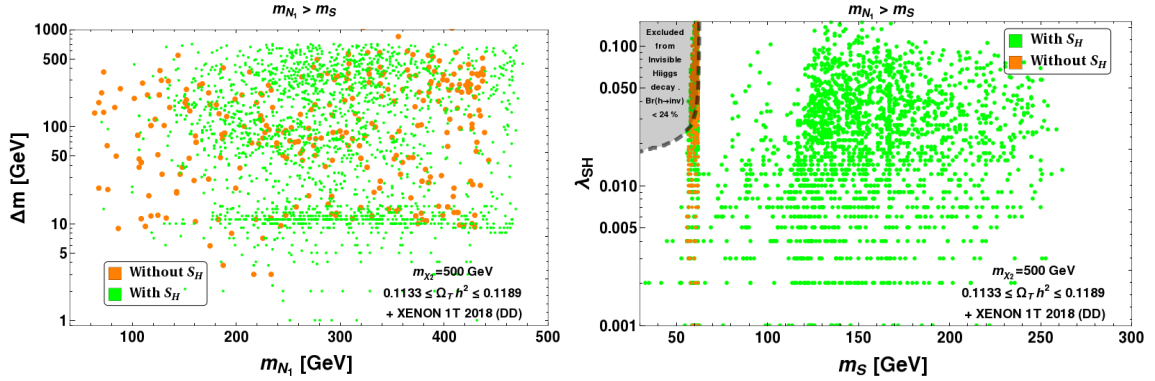 m_{N_1} > m_S
Δm [GeV]
1000
500
100
50
10
5
1
Without S_H
With S_H
m_{χ_2}=500 GeV
0.1133 ≤ Ω_T h² ≤ 0.1189
+ XENON 1T 2018 (DD)
0 100 200 300 400 500
m_{N_1} [GeV]
m_{N_1} > m_S
λ_{SH}
0.100
0.050
0.010
0.005
0.001
Excluded
from
Invisible
Higgs
decay .
Br(h→inv)
< 24 %
With S_H
Without S_H
m_{χ_2}=500 GeV
0.1133 ≤ Ω_T h² ≤ 0.1189
+ XENON 1T 2018 (DD)
50 100 150 200 250 300
m_S [GeV]